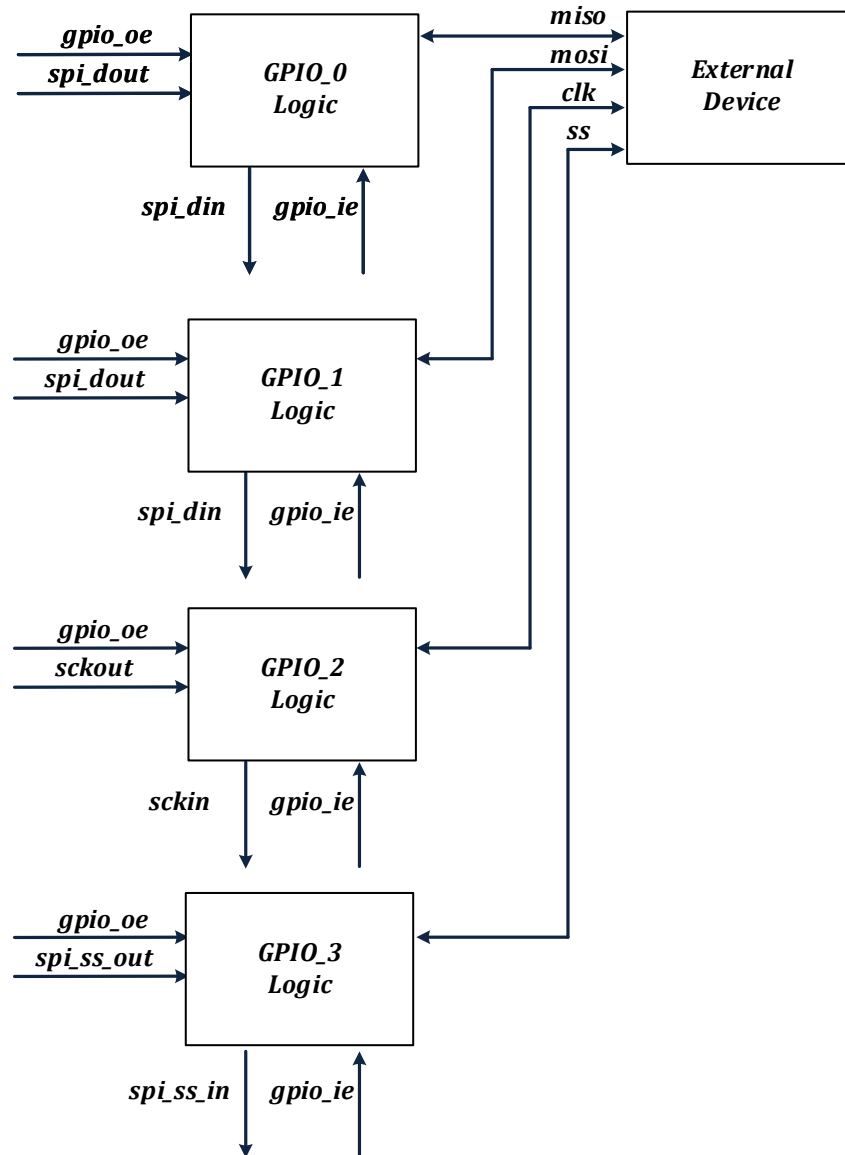 gpio_oe
spi_dout
GPIO_0
Logic
miso
mosi
clk
ss
External
Device
spi_din
gpio_ie
gpio_oe
spi_dout
GPIO_1
Logic
spi_din
gpio_ie
gpio_oe
sckout
GPIO_2
Logic
sckin
gpio_ie
gpio_oe
spi_ss_out
GPIO_3
Logic
spi_ss_in
gpio_ie